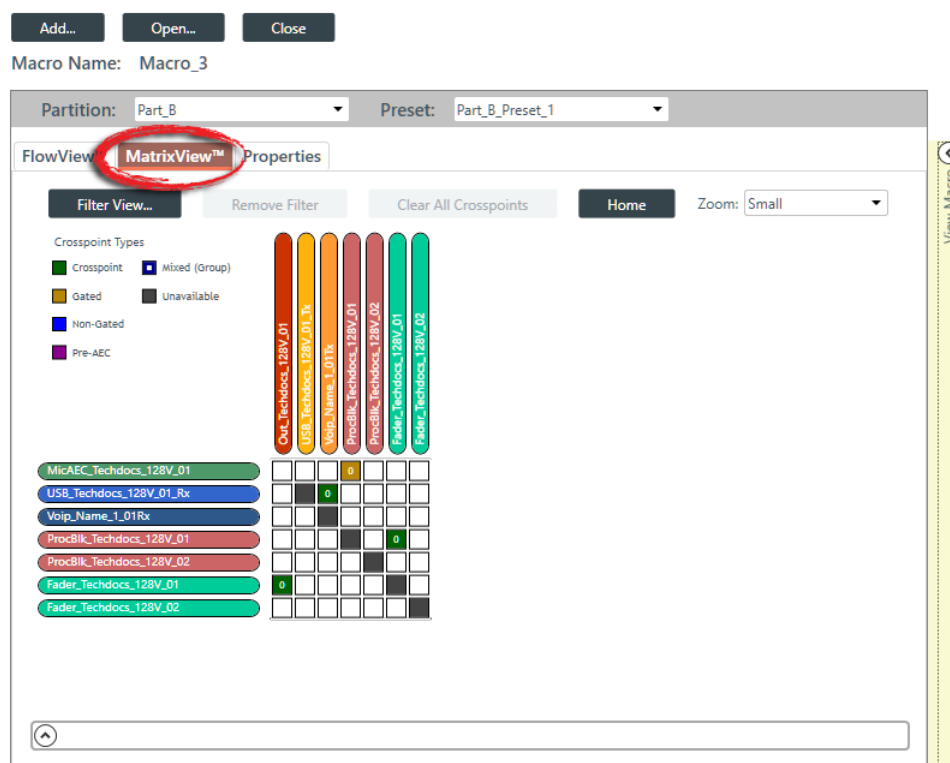 Add... Open... Close
Macro Name: Macro_3
Partition: Part_B Preset: Part_B_Preset_1
FlowView MatrixView™ Properties
Filter View... Remove Filter Clear All Crosspoints Home Zoom: Small
Crosspoint Types
Crosspoint Mixed (Group)
Gated Unavailable
Non-Gated
Pre-AEC
Out_Techdocs_128V_01
USB_Techdocs_128V_01_Tx
Voip_Name_1_01Tx
ProcBlk_Techdocs_128V_01
ProcBlk_Techdocs_128V_02
Fader_Techdocs_128V_01
Fader_Techdocs_128V_02
MicAEC_Techdocs_128V_01 0
USB_Techdocs_128V_01_Rx 0
Voip_Name_1_01Rx
ProcBlk_Techdocs_128V_01 0
ProcBlk_Techdocs_128V_02
Fader_Techdocs_128V_01 0
Fader_Techdocs_128V_02
View Macro